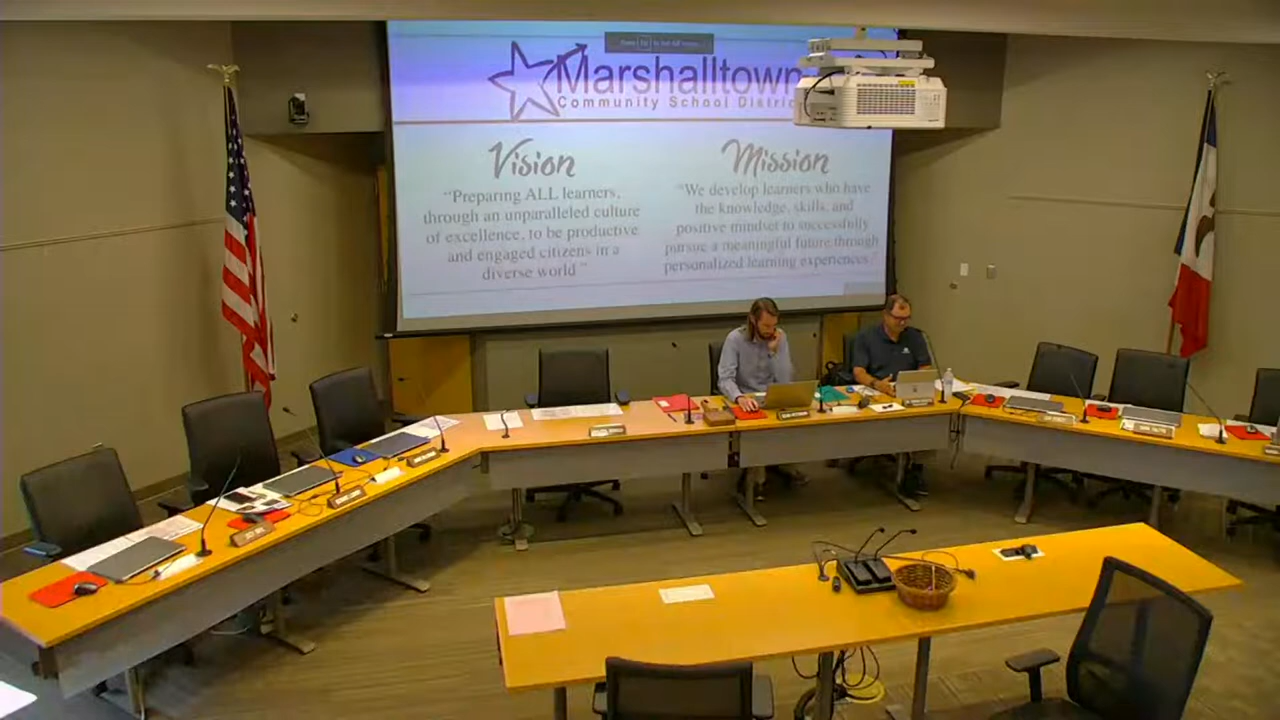 Marshalltown
Community School Distric
Vision
"Preparing ALL learners,
through an unparalleled culture
of excellence, to be productive
and engaged citizens in a
diverse world"
Mission
"We develop learners who have
the knowledge, skills, and
positive mindset to successfully
pursue a meaningful future through
personalized learning experiences."